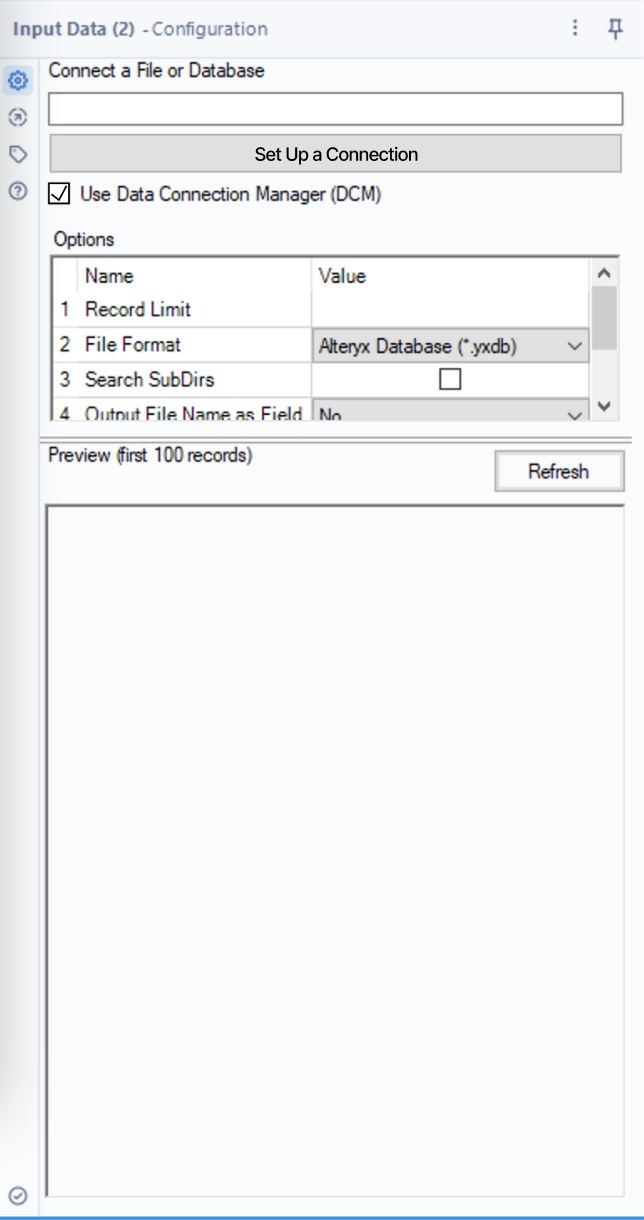 Input Data (2) - Configuration
Connect a File or Database
Set Up a Connection
Use Data Connection Manager (DCM)
Options
Name Value
1 Record Limit
2 File Format Alteryx Database (*.yxdb)
3 Search SubDirs
4 Output File Name as Field No
Preview (first 100 records)
Refresh